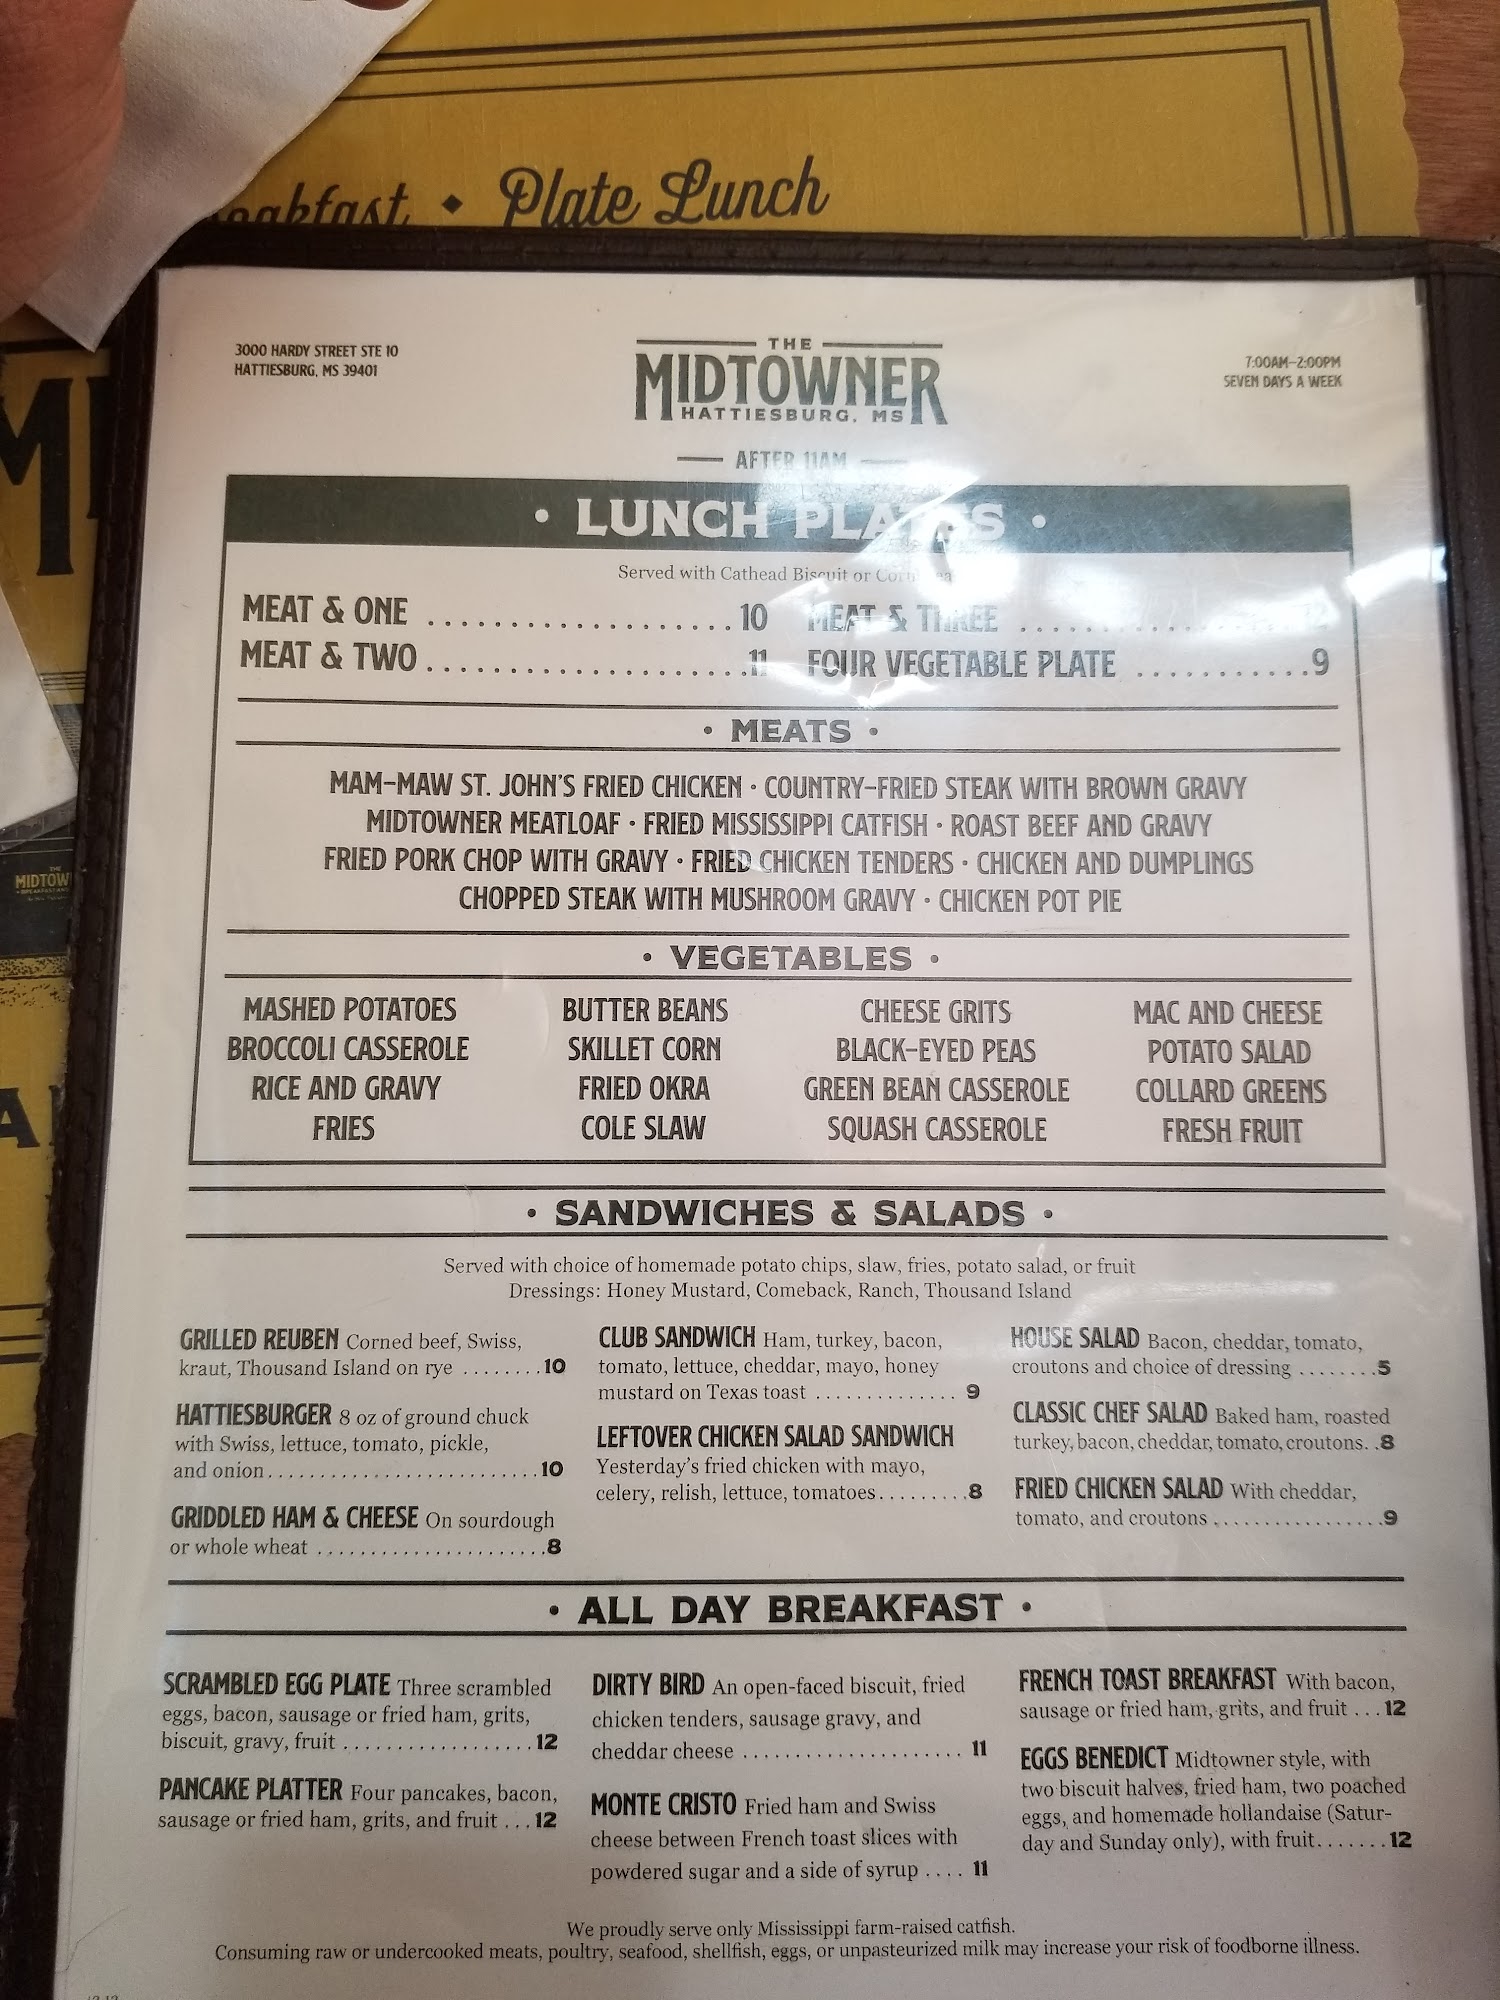 Plate Lunch
3000 HARDY STREET STE 10
HATTIESBURG, MS 39401
THE
MIDTOWNER
HATTIESBURG, MS
7:00AM–2:00PM
SEVEN DAYS A WEEK
AFTER 11AM
• LUNCH PLATES •
Served with Cathead Biscuit or
MEAT & ONE .................... 10 MEAT & THREE .................... 12
MEAT & TWO .................... 11 FOUR VEGETABLE PLATE ........... 9
• MEATS •
MAM-MAW ST. JOHN'S FRIED CHICKEN • COUNTRY-FRIED STEAK WITH BROWN GRAVY
MIDTOWNER MEATLOAF • FRIED MISSISSIPPI CATFISH • ROAST BEEF AND GRAVY
FRIED PORK CHOP WITH GRAVY • FRIED CHICKEN TENDERS • CHICKEN AND DUMPLINGS
CHOPPED STEAK WITH MUSHROOM GRAVY • CHICKEN POT PIE
• VEGETABLES •
MASHED POTATOES BUTTER BEANS CHEESE GRITS MAC AND CHEESE
BROCCOLI CASSEROLE SKILLET CORN BLACK-EYED PEAS POTATO SALAD
RICE AND GRAVY FRIED OKRA GREEN BEAN CASSEROLE COLLARD GREENS
FRIES COLE SLAW SQUASH CASSEROLE FRESH FRUIT
• SANDWICHES & SALADS •
Served with choice of homemade potato chips, slaw, fries, potato salad, or fruit
Dressings: Honey Mustard, Comeback, Ranch, Thousand Island
GRILLED REUBEN Corned beef, Swiss,
kraut, Thousand Island on rye ........10
HATTIESBURGER 8 oz of ground chuck
with Swiss, lettuce, tomato, pickle,
and onion...........................10
GRIDDLED HAM & CHEESE On sourdough
or whole wheat .......................8
CLUB SANDWICH Ham, turkey, bacon,
tomato, lettuce, cheddar, mayo, honey
mustard on Texas toast .............. 9
LEFTOVER CHICKEN SALAD SANDWICH
Yesterday's fried chicken with mayo,
celery, relish, lettuce, tomatoes.........8
HOUSE SALAD Bacon, cheddar, tomato,
croutons and choice of dressing ........5
CLASSIC CHEF SALAD Baked ham, roasted
turkey, bacon, cheddar, tomato, croutons. .8
FRIED CHICKEN SALAD With cheddar,
tomato, and croutons .................9
• ALL DAY BREAKFAST •
SCRAMBLED EGG PLATE Three scrambled
eggs, bacon, sausage or fried ham, grits,
biscuit, gravy, fruit ..................12
PANCAKE PLATTER Four pancakes, bacon,
sausage or fried ham, grits, and fruit ...12
DIRTY BIRD An open-faced biscuit, fried
chicken tenders, sausage gravy, and
cheddar cheese ...................... 11
MONTE CRISTO Fried ham and Swiss
cheese between French toast slices with
powdered sugar and a side of syrup .... 11
FRENCH TOAST BREAKFAST With bacon,
sausage or fried ham, grits, and fruit ...12
EGGS BENEDICT Midtowner style, with
two biscuit halves, fried ham, two poached
eggs, and homemade hollandaise (Satur-
day and Sunday only), with fruit.......12
We proudly serve only Mississippi farm-raised catfish.
Consuming raw or undercooked meats, poultry, seafood, shellfish, eggs, or unpasteurized milk may increase your risk of foodborne illness.